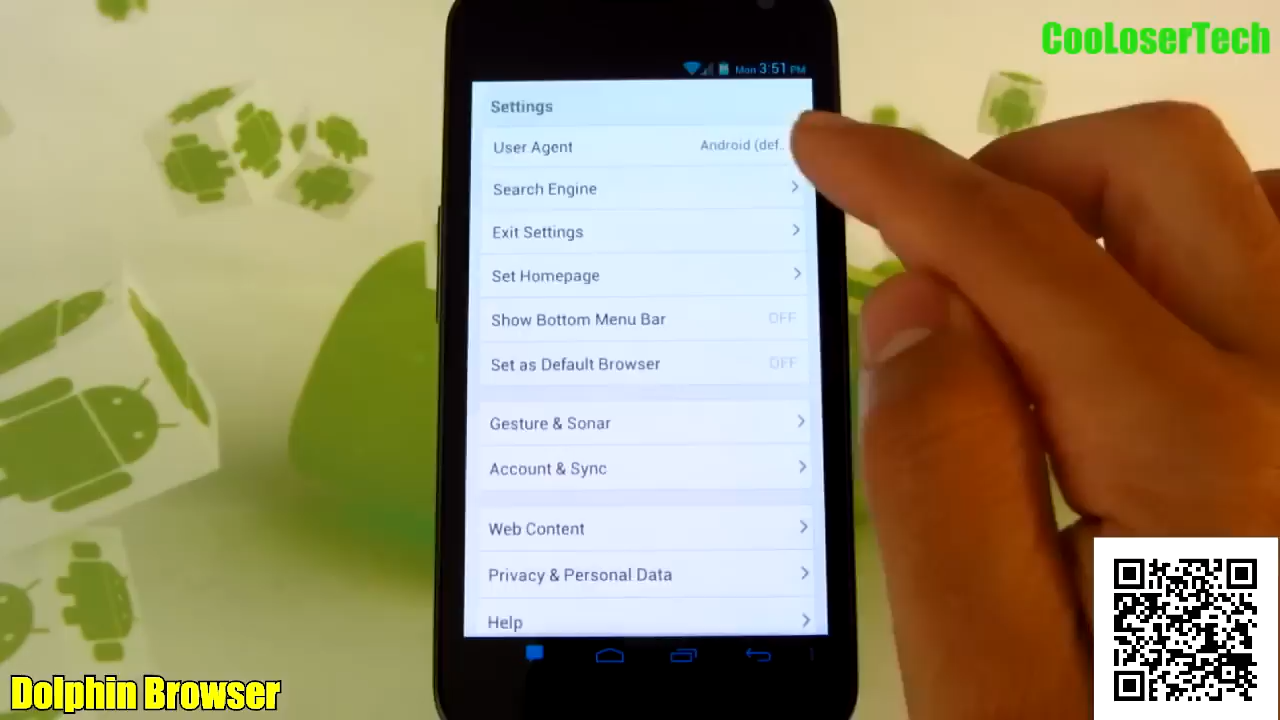 CooLoserTech
Mon 3:51 PM
Settings
User Agent Android (def...
Search Engine
Exit Settings
Set Homepage
Show Bottom Menu Bar OFF
Set as Default Browser OFF
Gesture & Sonar
Account & Sync
Web Content
Privacy & Personal Data
Help
Dolphin Browser